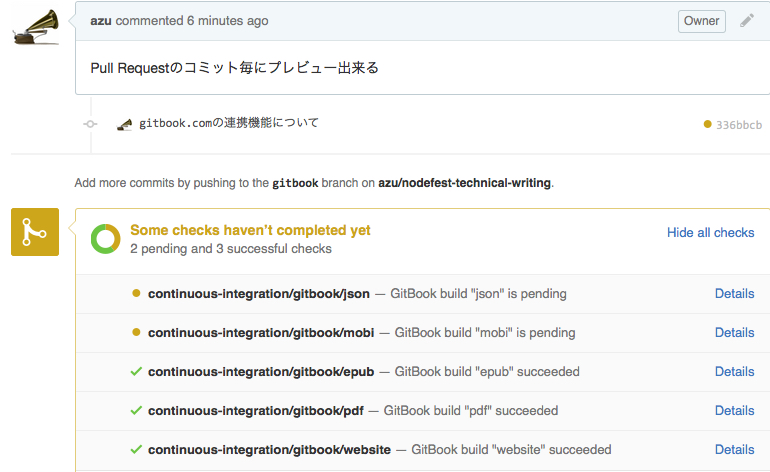 azu commented 6 minutes ago
Owner
Pull Requestのコミット毎にプレビュー出来る
gitbook.comの連携機能について
336bbcb
Add more commits by pushing to the gitbook branch on azu/nodefest-technical-writing.
Some checks haven't completed yet
Hide all checks
2 pending and 3 successful checks
continuous-integration/gitbook/json — GitBook build "json" is pending
Details
continuous-integration/gitbook/mobi — GitBook build "mobi" is pending
Details
continuous-integration/gitbook/epub — GitBook build "epub" succeeded
Details
continuous-integration/gitbook/pdf — GitBook build "pdf" succeeded
Details
continuous-integration/gitbook/website — GitBook build "website" succeeded
Details